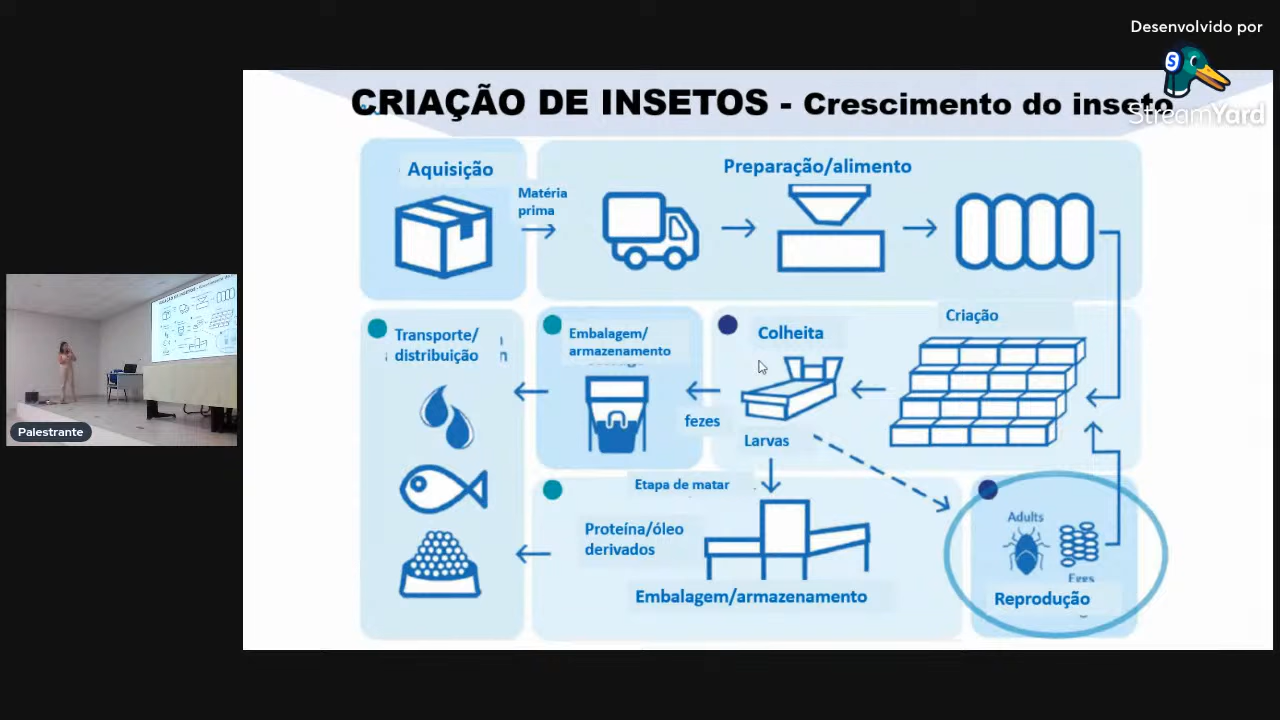 Desenvolvido por
StreamYard
CRIAÇÃO DE INSETOS - Crescimento do inseto
Aquisição
Matéria
prima
Preparação/alimento
Transporte/
distribuição
Embalagem/
armazenamento
Colheita
Criação
fezes
Larvas
Etapa de matar
Proteína/óleo
derivados
Embalagem/armazenamento
Adults
Eggs
Reprodução
Palestrante